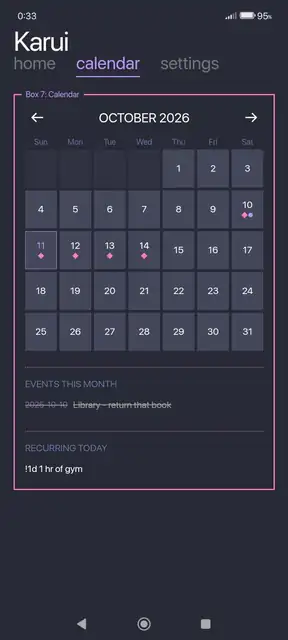 0:33
95%
Karui
home calendar settings
Box 7: Calendar
← OCTOBER 2026 →
Sun Mon Tue Wed Thu Fri Sat
1 2 3
4 5 6 7 8 9 10
11 12 13 14 15 16 17
18 19 20 21 22 23 24
25 26 27 28 29 30 31
EVENTS THIS MONTH
2025-10-10 Library - return that book
RECURRING TODAY
!1d 1 hr of gym